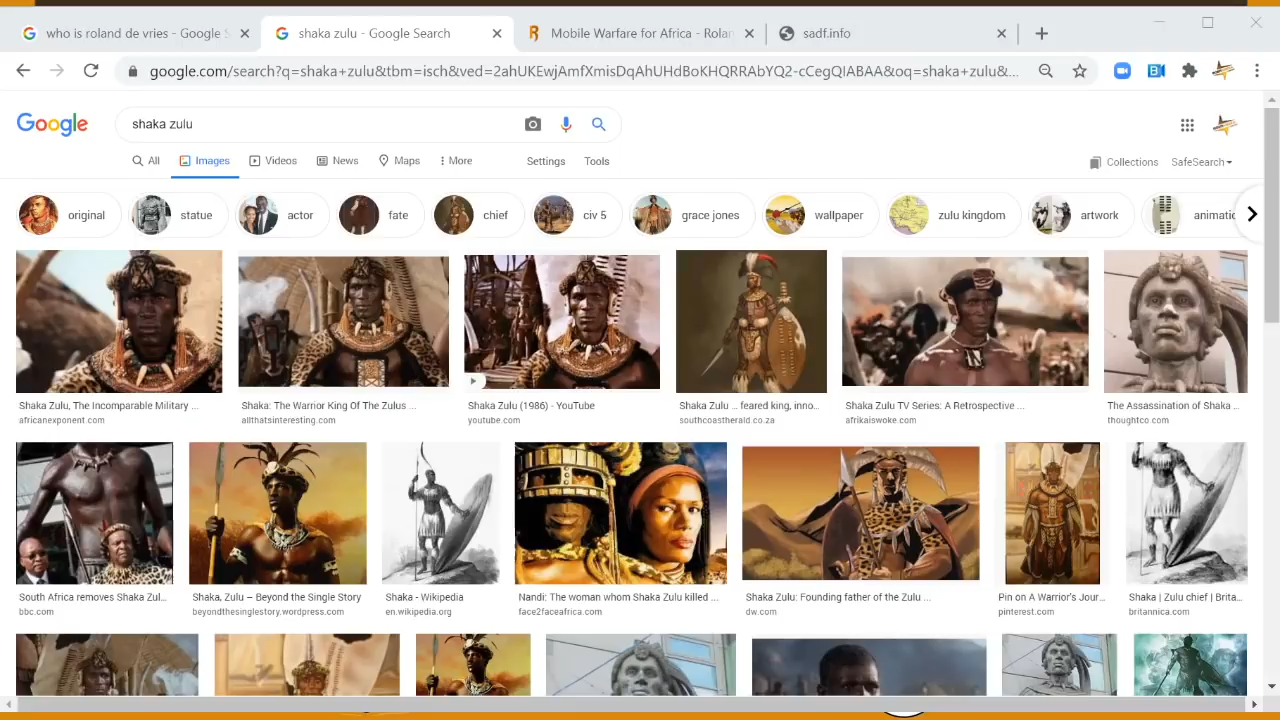 who is roland de vries - Google S
shaka zulu - Google Search
Mobile Warfare for Africa - Rolan
sadf.info
google.com/search?q=shaka+zulu&tbm=isch&ved=2ahUKEwjAmfXmisDqAhUHdBoKHQRRAbYQ2-cCegQIABAA&oq=shaka+zulu&...
Google
shaka zulu
All
Images
Videos
News
Maps
More
Settings
Tools
Collections
SafeSearch
original
statue
actor
fate
chief
civ 5
grace jones
wallpaper
zulu kingdom
artwork
animatic
Shaka Zulu, The Incomparable Military ...
africanexponent.com
Shaka: The Warrior King Of The Zulus ...
allthatsinteresting.com
Shaka Zulu (1986) - YouTube
youtube.com
Shaka Zulu ... feared king, inno...
southcoastherald.co.za
Shaka Zulu TV Series: A Retrospective ...
afrikaiswoke.com
The Assassination of Shaka ...
thoughtco.com
South Africa removes Shaka Zul...
bbc.com
Shaka, Zulu – Beyond the Single Story
beyondthesinglestory.wordpress.com
Shaka - Wikipedia
en.wikipedia.org
Nandi: The woman whom Shaka Zulu killed ...
face2faceafrica.com
Shaka Zulu: Founding father of the Zulu ...
dw.com
Pin on A Warrior's Jour...
pinterest.com
Shaka | Zulu chief | Brita...
britannica.com